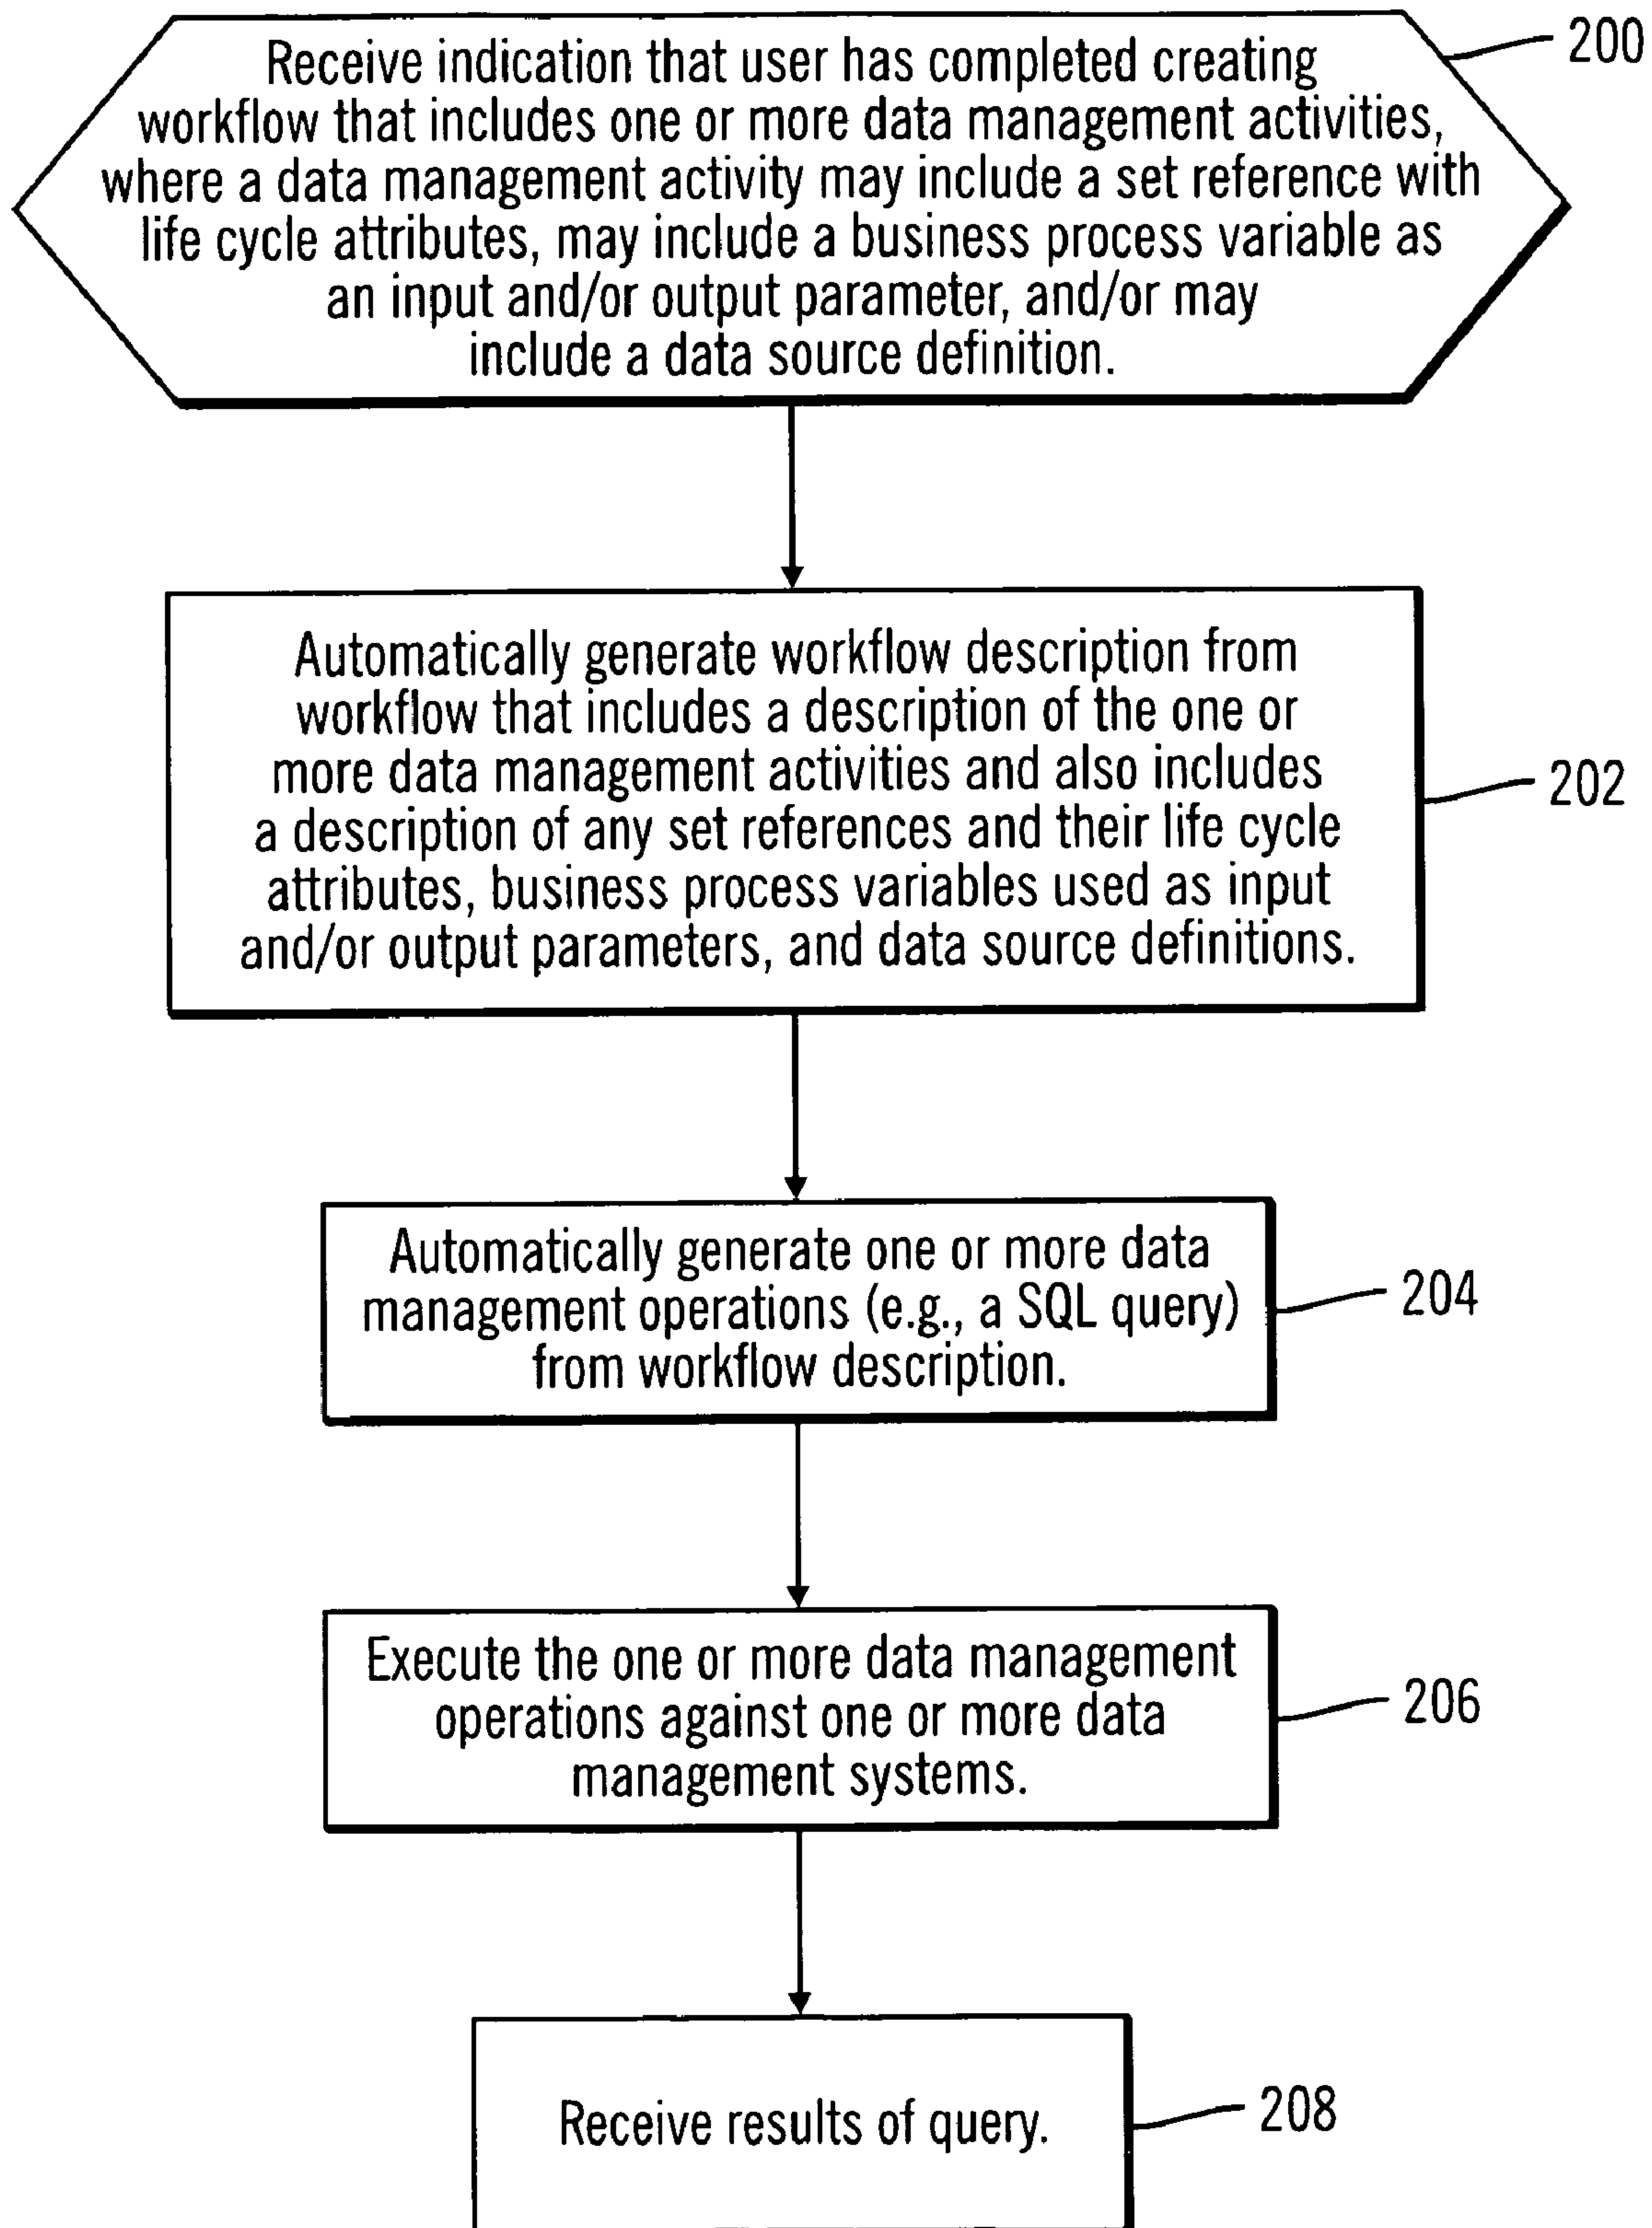 Receive indication that user has completed creating
workflow that includes one or more data management activities,
where a data management activity may include a set reference with
life cycle attributes, may include a business process variable as
an input and/or output parameter, and/or may
include a data source definition.
200
Automatically generate workflow description from
workflow that includes a description of the one or
more data management activities and also includes
a description of any set references and their life cycle
attributes, business process variables used as input
and/or output parameters, and data source definitions.
202
Automatically generate one or more data
management operations (e.g., a SQL query)
from workflow description.
204
Execute the one or more data management
operations against one or more data
management systems.
206
Receive results of query.
208